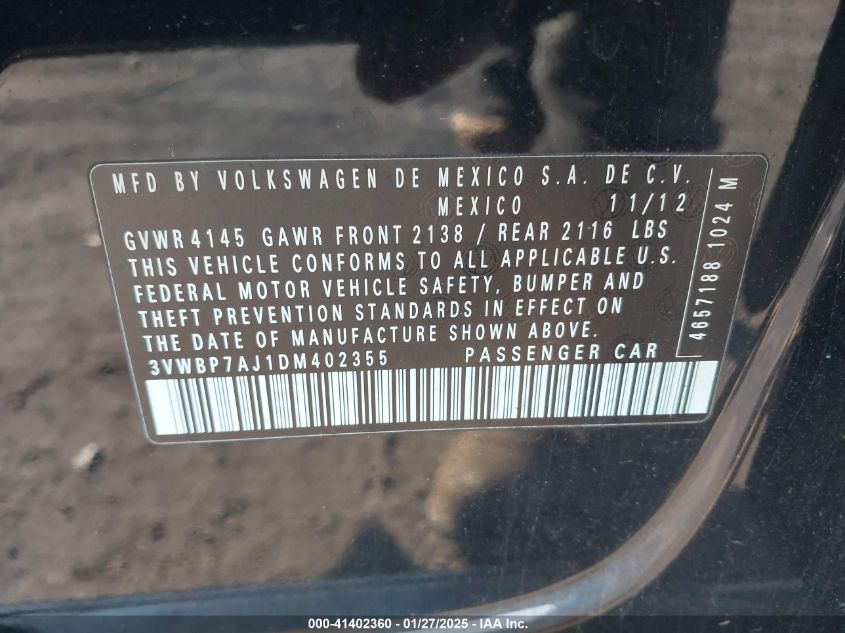 MFD BY VOLKSWAGEN DE MEXICO S.A. DE C.V.
MEXICO 11/12
GVWR 4145 GAWR FRONT 2138 / REAR 2116 LBS
THIS VEHICLE CONFORMS TO ALL APPLICABLE U.S.
FEDERAL MOTOR VEHICLE SAFETY, BUMPER AND
THEFT PREVENTION STANDARDS IN EFFECT ON
THE DATE OF MANUFACTURE SHOWN ABOVE.
3VWBP7AJ1DM402355 PASSENGER CAR
4657188 1024 M
000-41402360 - 01/27/2025 - IAA Inc.